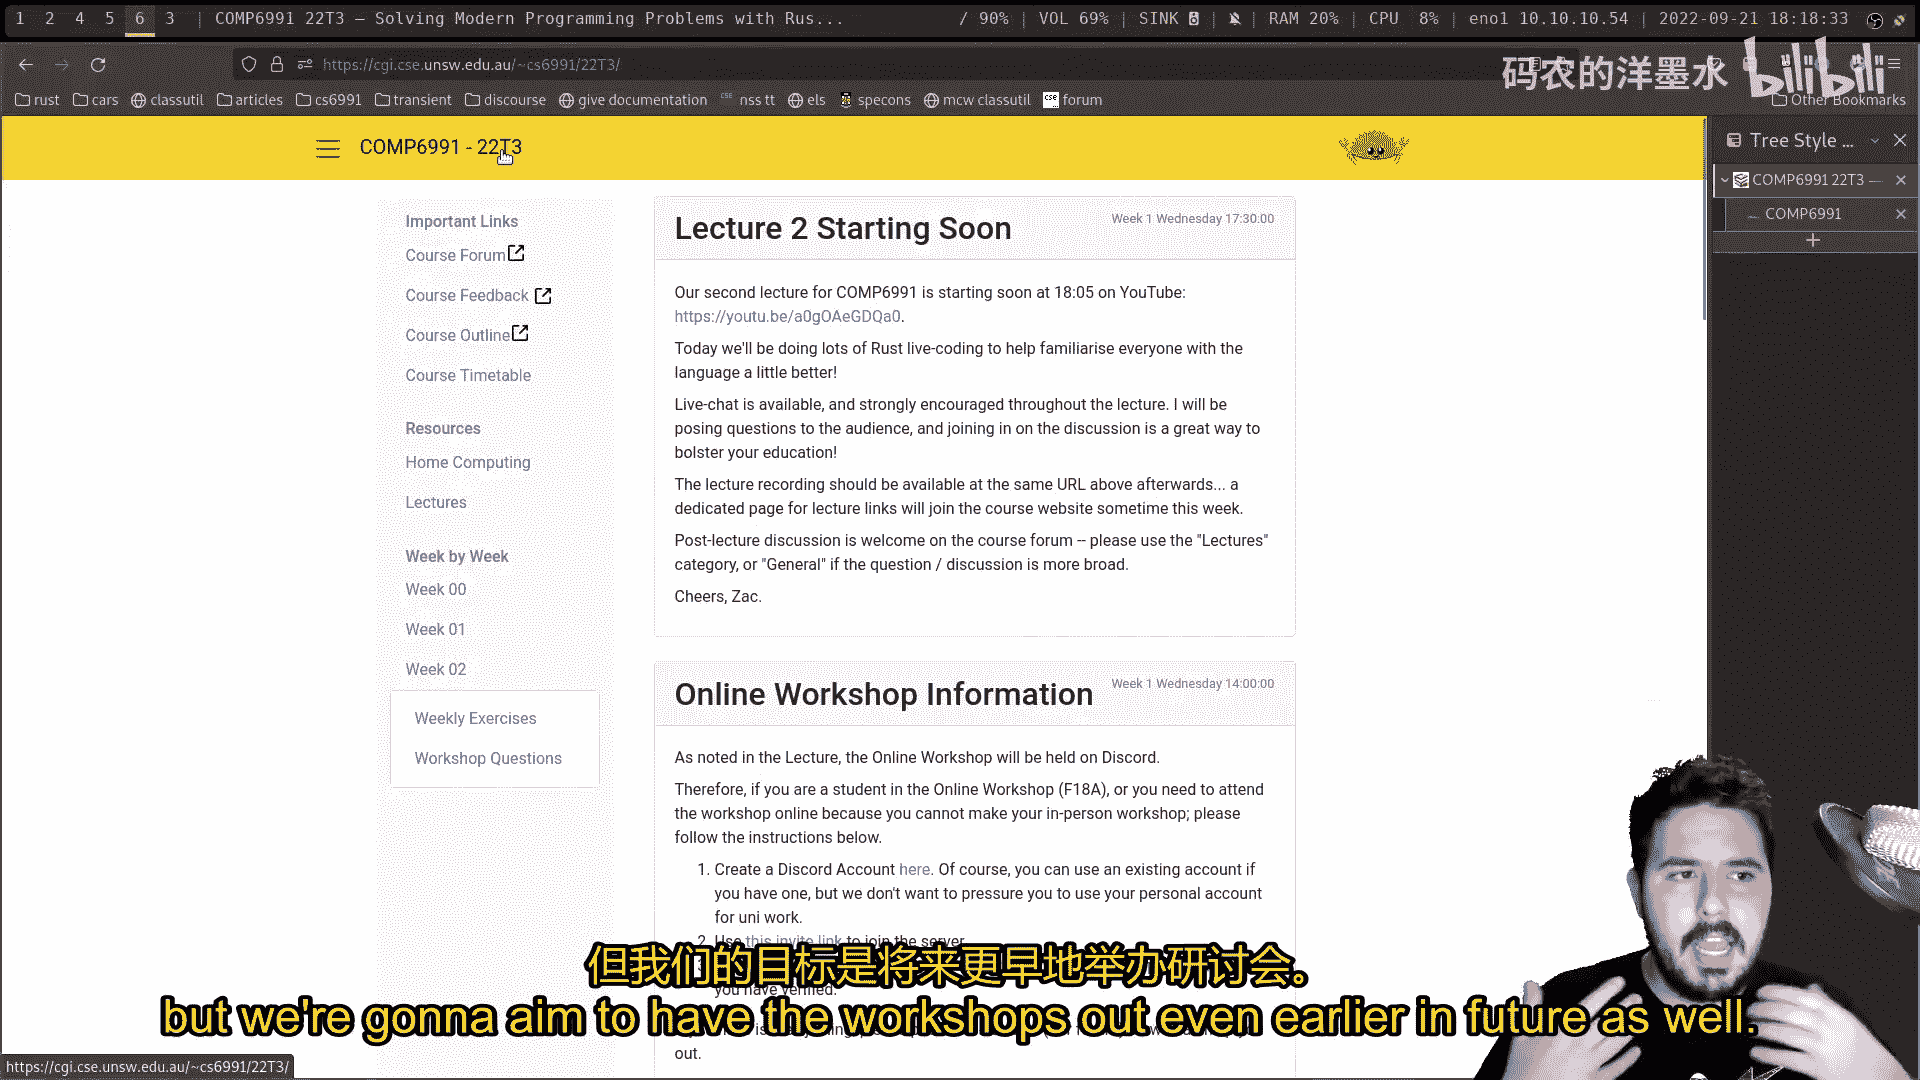 1 2 4 5 6 3 | COMP6991 22T3 — Solving Modern Programming Problems with Rus...
/ 90% | VOL 69% | SINK | RAM 20% | CPU 8% | eno1 10.10.10.54 | 2022-09-21 18:18:33
https://cgi.cse.unsw.edu.au/~cs6991/22T3/
码农的洋墨水 bilibili
rust cars classutil articles cs6991 transient discourse give documentation nss tt els specons mcw classutil forum
Other Bookmarks
COMP6991 - 22T3
Tree Style ...
COMP6991 22T3 —
COMP6991
Important Links
Course Forum
Course Feedback
Course Outline
Course Timetable
Resources
Home Computing
Lectures
Week by Week
Week 00
Week 01
Week 02
Weekly Exercises
Workshop Questions
Lecture 2 Starting Soon
Week 1 Wednesday 17:30:00
Our second lecture for COMP6991 is starting soon at 18:05 on YouTube:
https://youtu.be/a0gOAeGDQa0.
Today we'll be doing lots of Rust live-coding to help familiarise everyone with the
language a little better!
Live-chat is available, and strongly encouraged throughout the lecture. I will be
posing questions to the audience, and joining in on the discussion is a great way to
bolster your education!
The lecture recording should be available at the same URL above afterwards... a
dedicated page for lecture links will join the course website sometime this week.
Post-lecture discussion is welcome on the course forum -- please use the "Lectures"
category, or "General" if the question / discussion is more broad.
Cheers, Zac.
Online Workshop Information
Week 1 Wednesday 14:00:00
As noted in the Lecture, the Online Workshop will be held on Discord.
Therefore, if you are a student in the Online Workshop (F18A), or you need to attend
the workshop online because you cannot make your in-person workshop; please
follow the instructions below.
1. Create a Discord Account here. Of course, you can use an existing account if
you have one, but we don't want to pressure you to use your personal account
for uni work.
2. Use this invite link to join the server.
you have verified.
out.
但我们的目标是将来更早地举办研讨会。
but we're gonna aim to have the workshops out even earlier in future as well.
https://cgi.cse.unsw.edu.au/~cs6991/22T3/